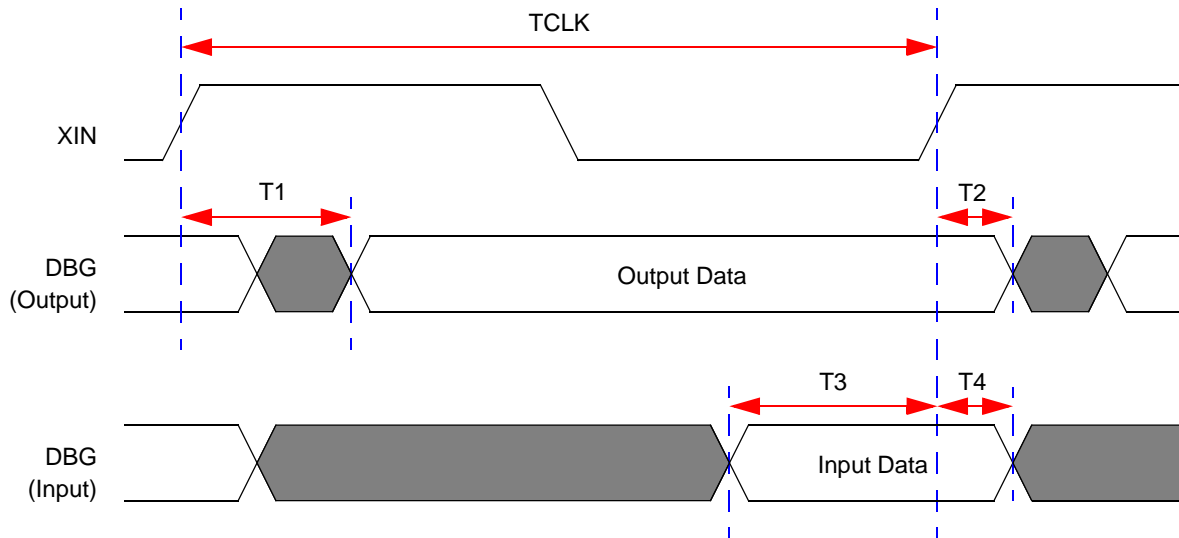 TCLK
XIN
T1
T2
DBG
(Output)
Output Data
T3
T4
DBG
(Input)
Input Data